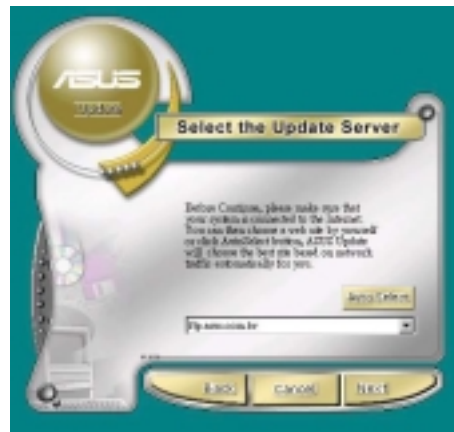 ASUS
Update
Select the Update Server
Before Continue, please make sure that
your system is connected to the Internet.
You can then choose a web site by yourself
or click AutoSelect button, ASUS Update
will choose the best site based on network
traffic automatically for you.
Auto Select
Back
Cancel
Next